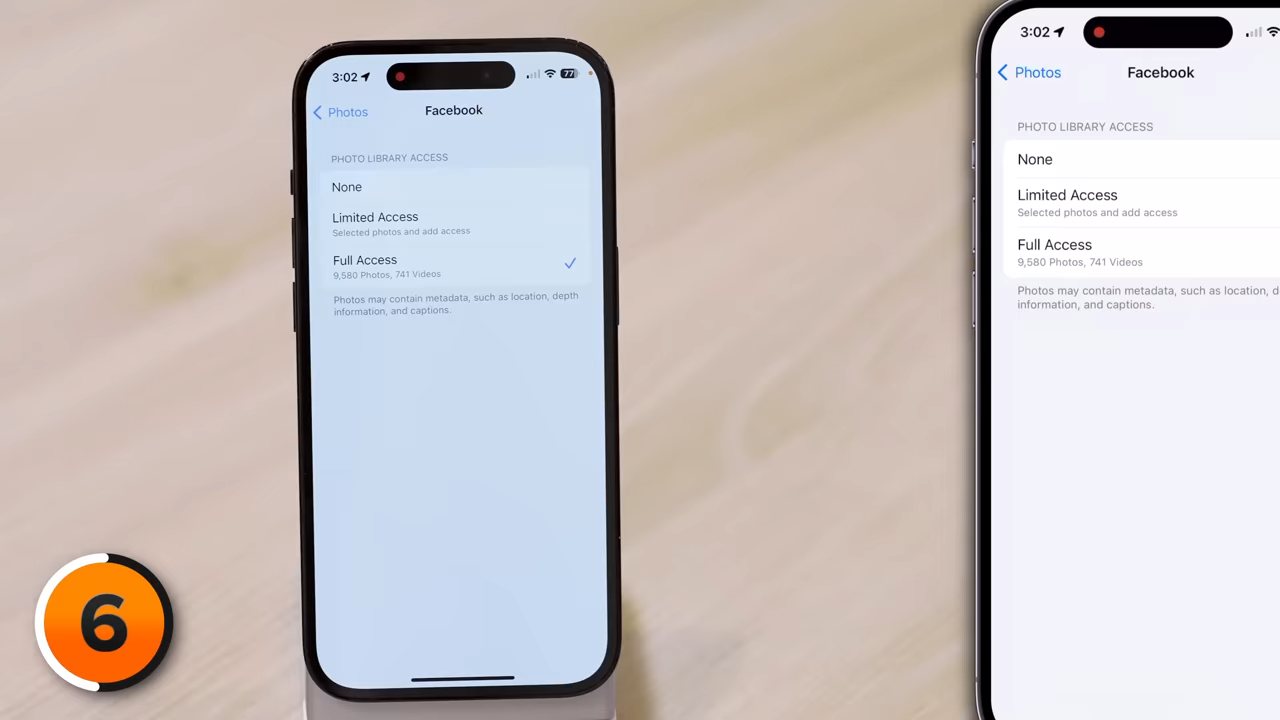 3:02
77
Photos
Facebook
PHOTO LIBRARY ACCESS
None
Limited Access
Selected photos and add access
Full Access
9,580 Photos, 741 Videos
Photos may contain metadata, such as location, depth
information, and captions.
6
3:02
Photos
Facebook
PHOTO LIBRARY ACCESS
None
Limited Access
Selected photos and add access
Full Access
9,580 Photos, 741 Videos
Photos may contain metadata, such as location, d
information, and captions.